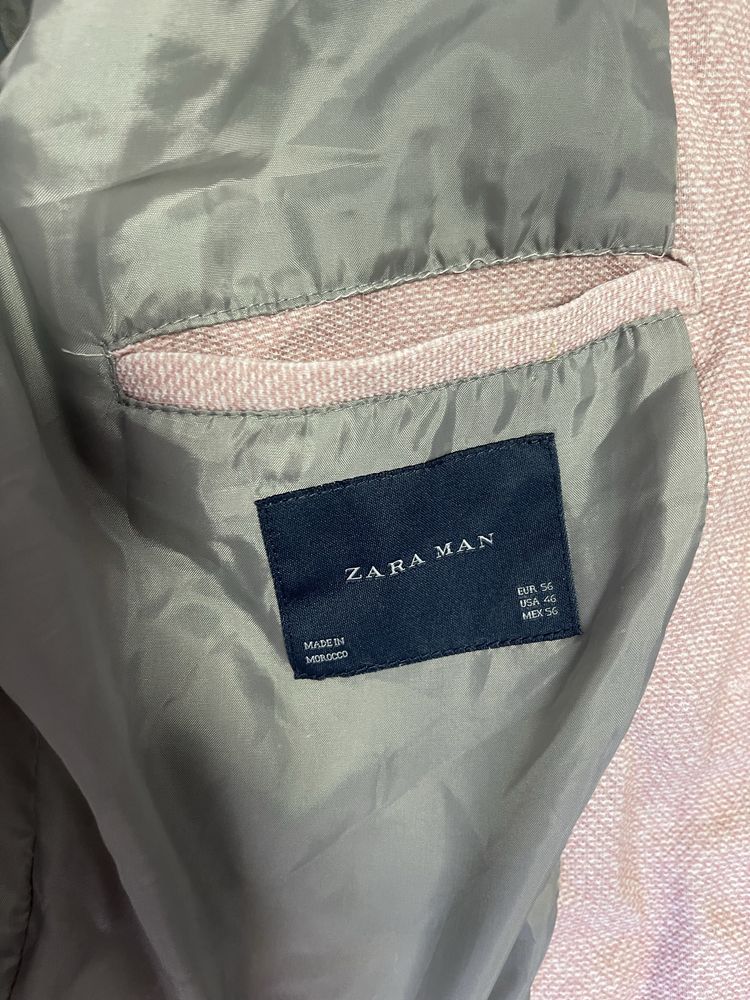 ZARA MAN
EUR 56
USA 46
MEX 56
MADE IN
MOROCCO